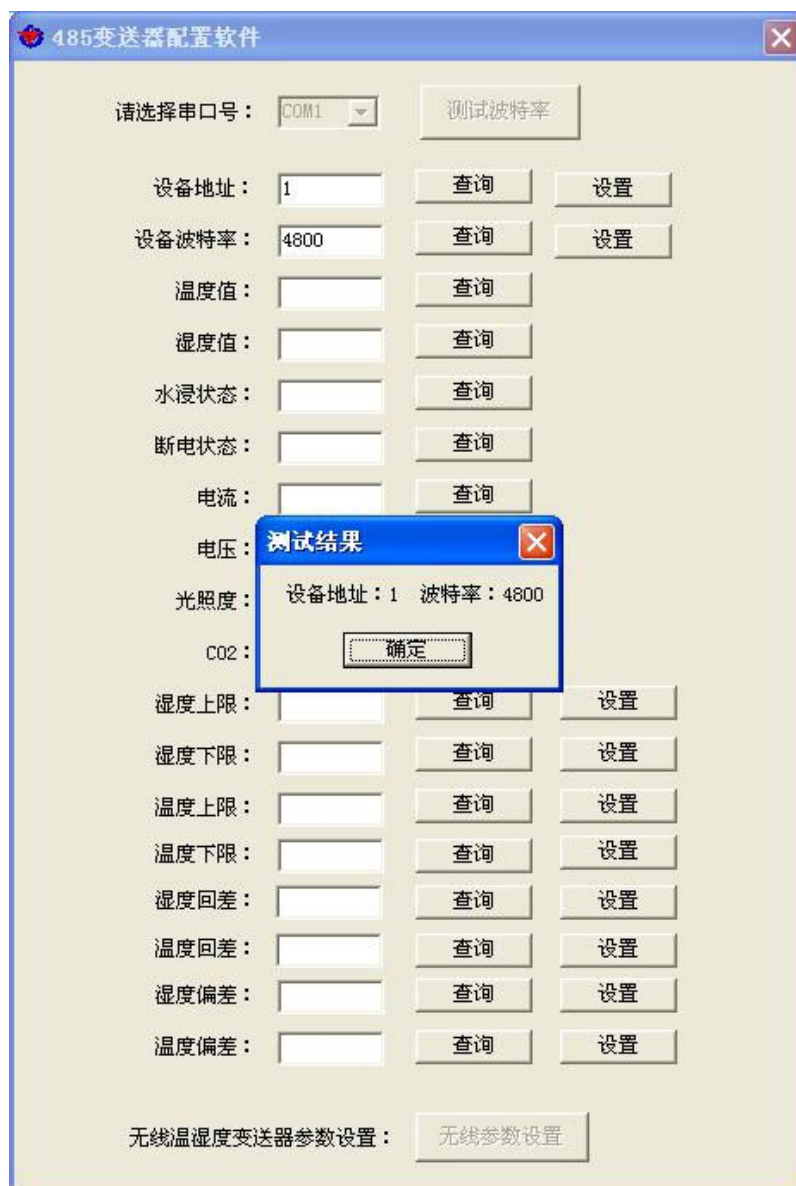 485变送器配置软件
请选择串口号： COM1 测试波特率
设备地址： 1 查询 设置
设备波特率： 4800 查询 设置
温度值： 查询
湿度值： 查询
水浸状态： 查询
断电状态： 查询
电流： 查询
电压：
测试结果
光照度：
设备地址：1 波特率：4800
CO2：
确定
湿度上限： 查询 设置
湿度下限： 查询 设置
温度上限： 查询 设置
温度下限： 查询 设置
湿度回差： 查询 设置
温度回差： 查询 设置
湿度偏差： 查询 设置
温度偏差： 查询 设置
无线温湿度变送器参数设置： 无线参数设置